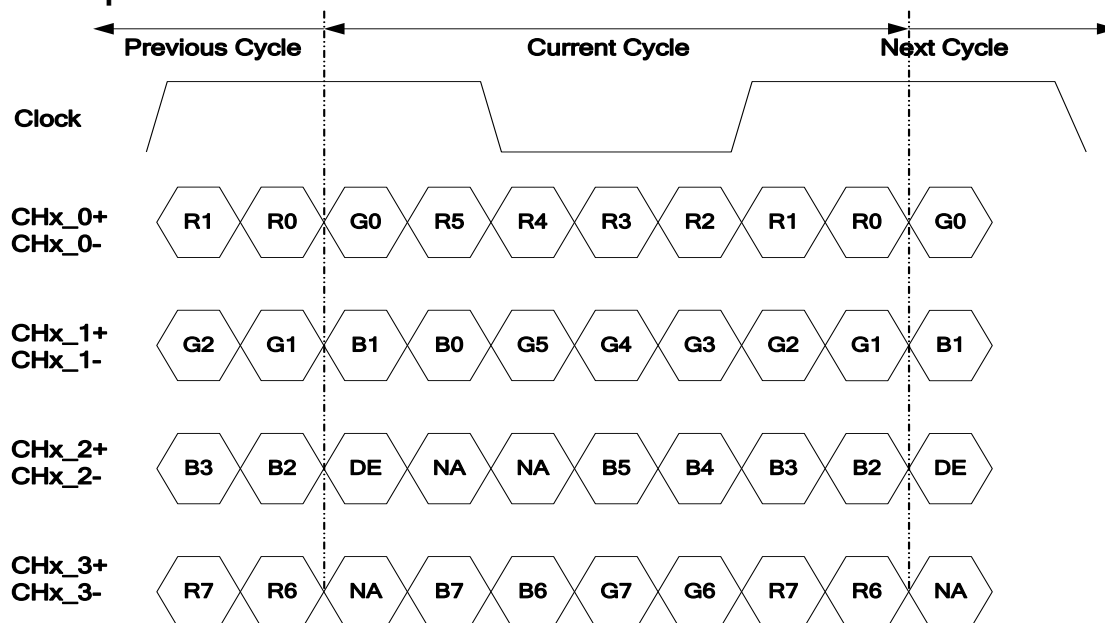 Previous Cycle Current Cycle Next Cycle
Clock
CHx_0+
CHx_0-
R1 R0 G0 R5 R4 R3 R2 R1 R0 G0
CHx_1+
CHx_1-
G2 G1 B1 B0 G5 G4 G3 G2 G1 B1
CHx_2+
CHx_2-
B3 B2 DE NA NA B5 B4 B3 B2 DE
CHx_3+
CHx_3-
R7 R6 NA B7 B6 G7 G6 R7 R6 NA